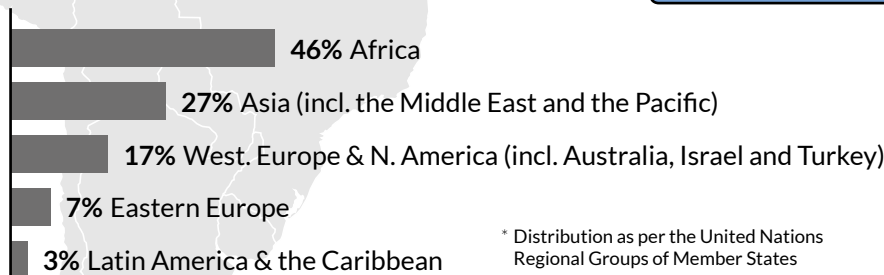 46% Africa
27% Asia (incl. the Middle East and the Pacific)
17% West. Europe & N. America (incl. Australia, Israel and Turkey)
7% Eastern Europe
3% Latin America & the Caribbean
* Distribution as per the United Nations
Regional Groups of Member States